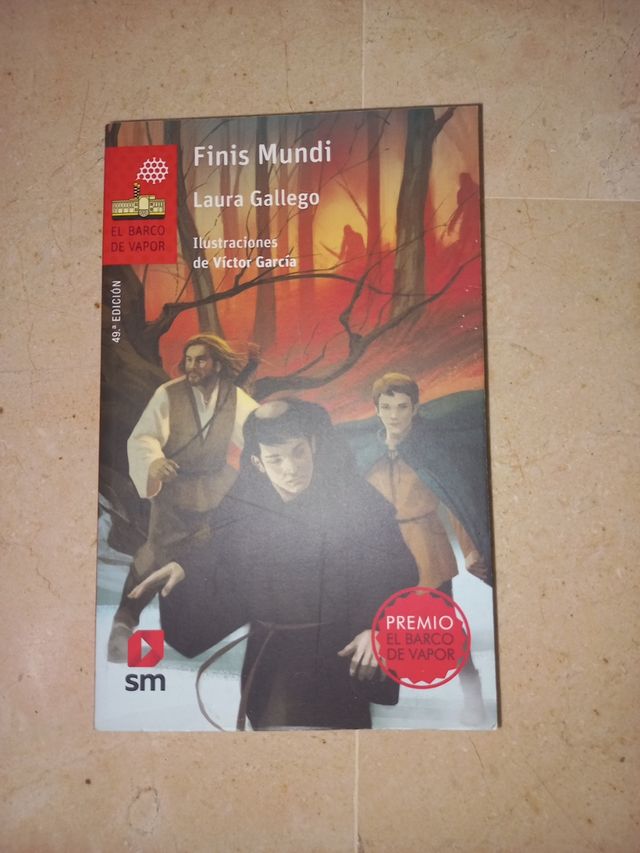 Finis Mundi
Laura Gallego
Ilustraciones
de Víctor García
EL BARCO
DE VAPOR
49.ª EDICIÓN
PREMIO
EL BARCO
DE VAPOR
sm